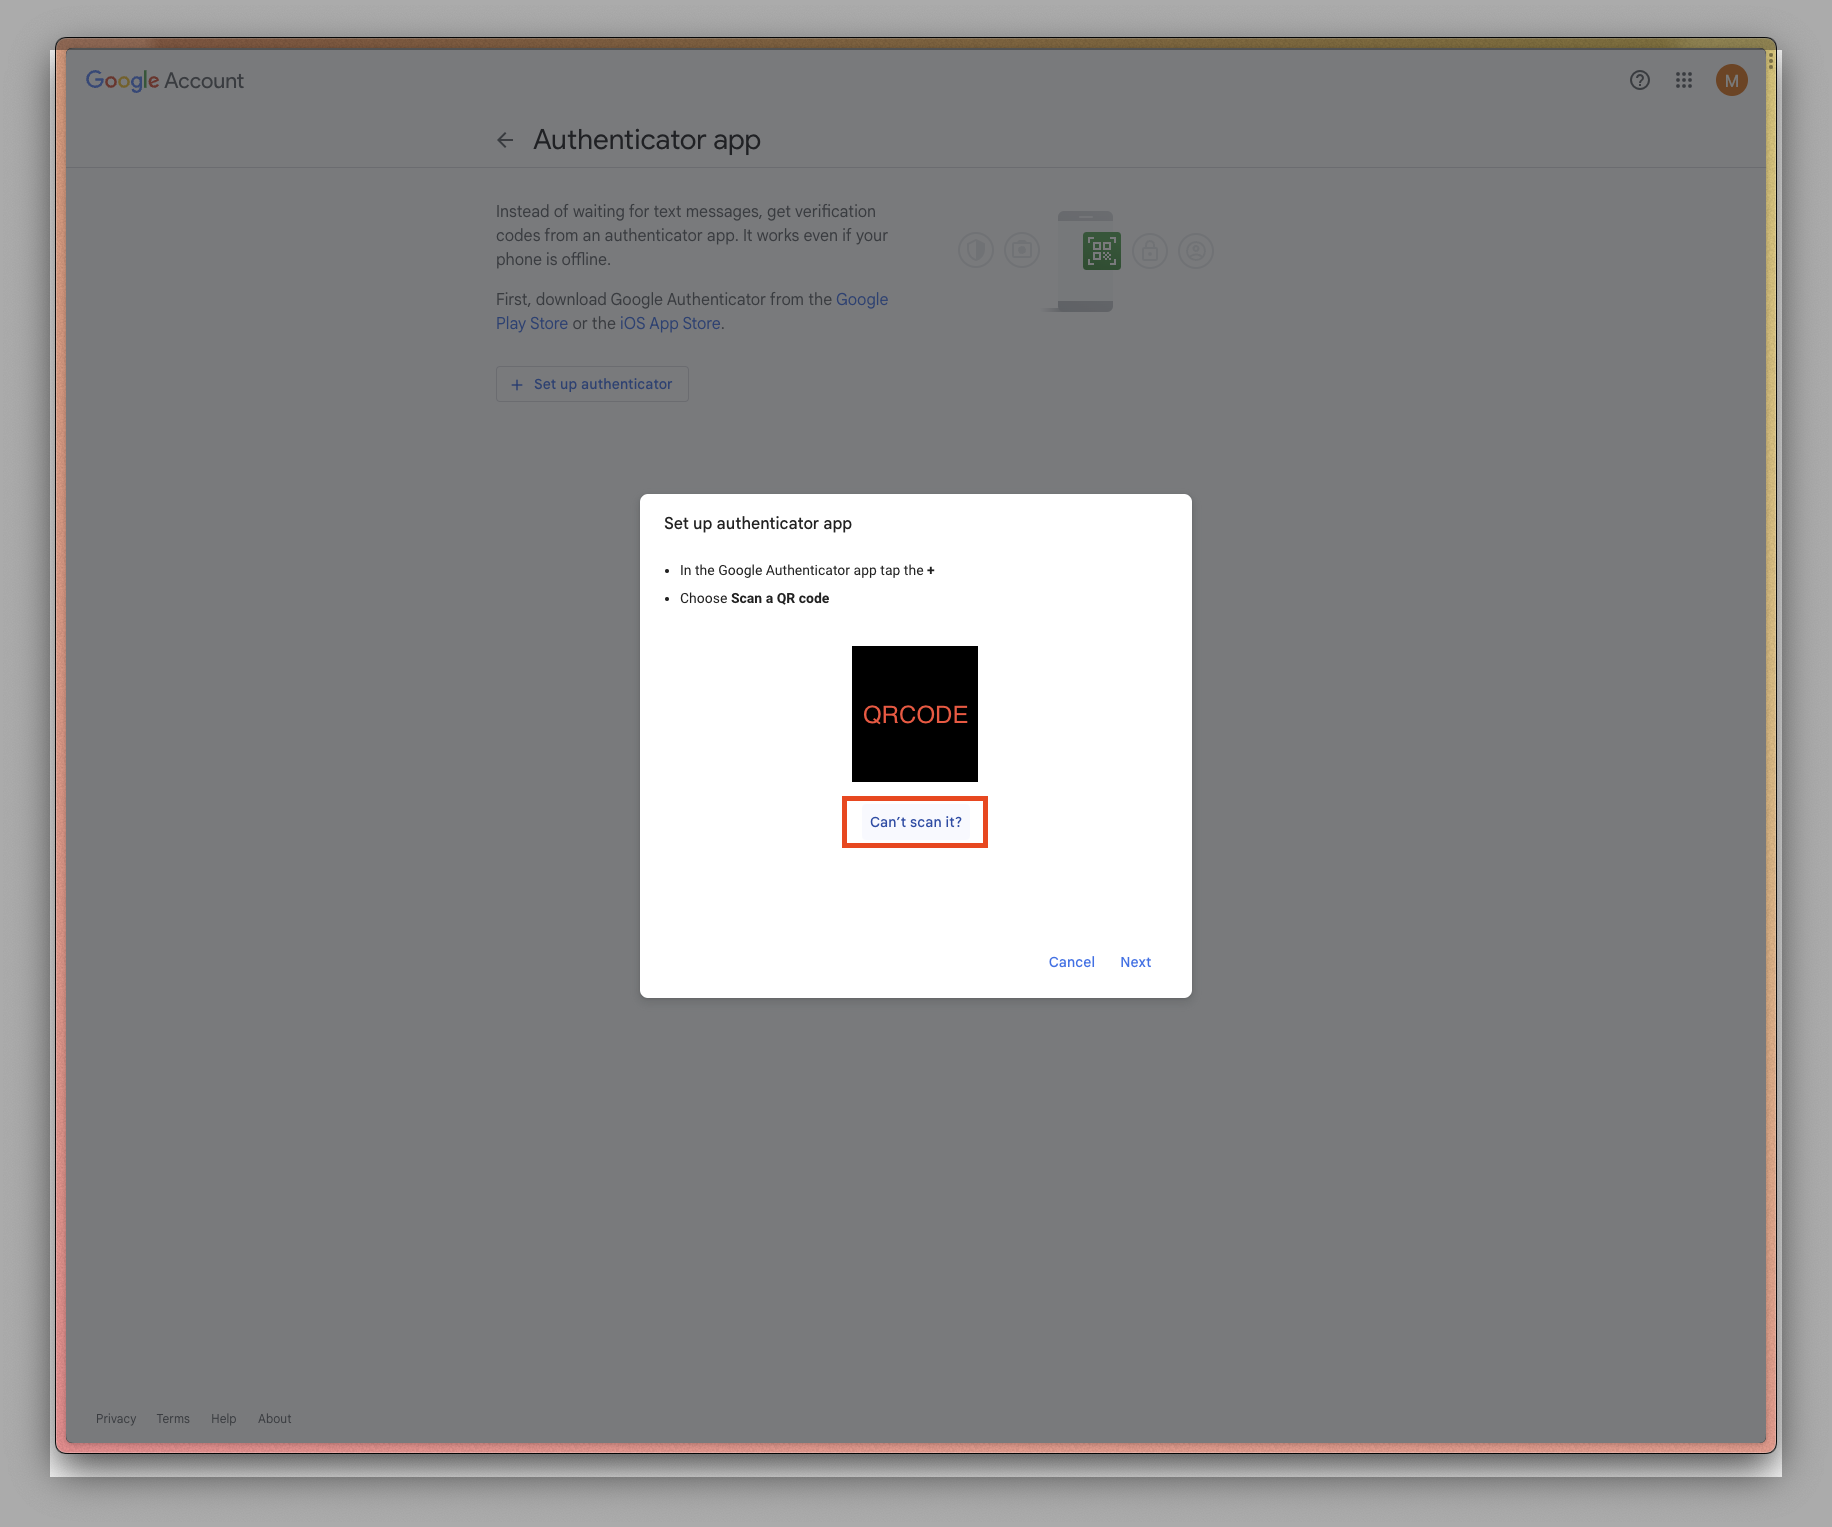 Google Account
M
Authenticator app
Instead of waiting for text messages, get verification
codes from an authenticator app. It works even if your
phone is offline.
First, download Google Authenticator from the Google
Play Store or the iOS App Store.
+ Set up authenticator
Set up authenticator app
• In the Google Authenticator app tap the +
• Choose Scan a QR code
QRCODE
Can't scan it?
Cancel Next
Privacy Terms Help About